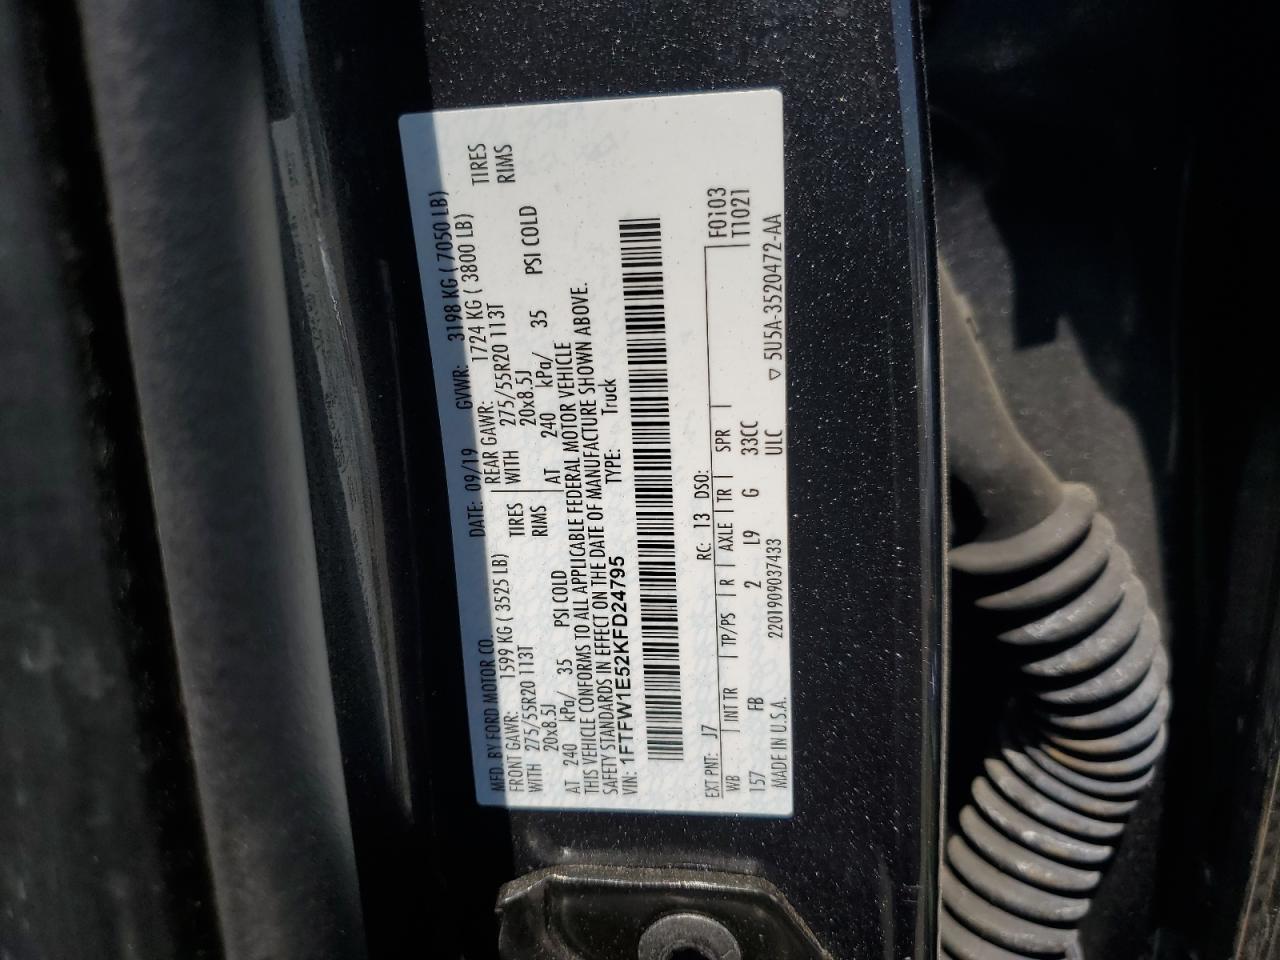 MFD. BY FORD MOTOR CO.
DATE: 09/19 GVWR: 3198 KG ( 7050 LB)
FRONT GAWR: 1599 KG ( 3525 LB)
REAR GAWR: 1724 KG ( 3800 LB)
WITH 275/55R20 113T TIRES
WITH 275/55R20 113T TIRES
20x8.5J RIMS
20x8.5J RIMS
AT 240 kPa/ 35 PSI COLD
AT 240 kPa/ 35 PSI COLD
THIS VEHICLE CONFORMS TO ALL APPLICABLE FEDERAL MOTOR VEHICLE
SAFETY STANDARDS IN EFFECT ON THE DATE OF MANUFACTURE SHOWN ABOVE.
VIN: 1FTFW1E52KFD24795 TYPE: Truck
F0103
T1021
EXT PNT: J7 RC: 13 DSO:
WB INT TR TP/PS R AXLE TR SPR
157 FB 2 L9 G 33CC
MADE IN U.S.A. 2201909037433 ULC ▽ 5U5A-3520472-AA